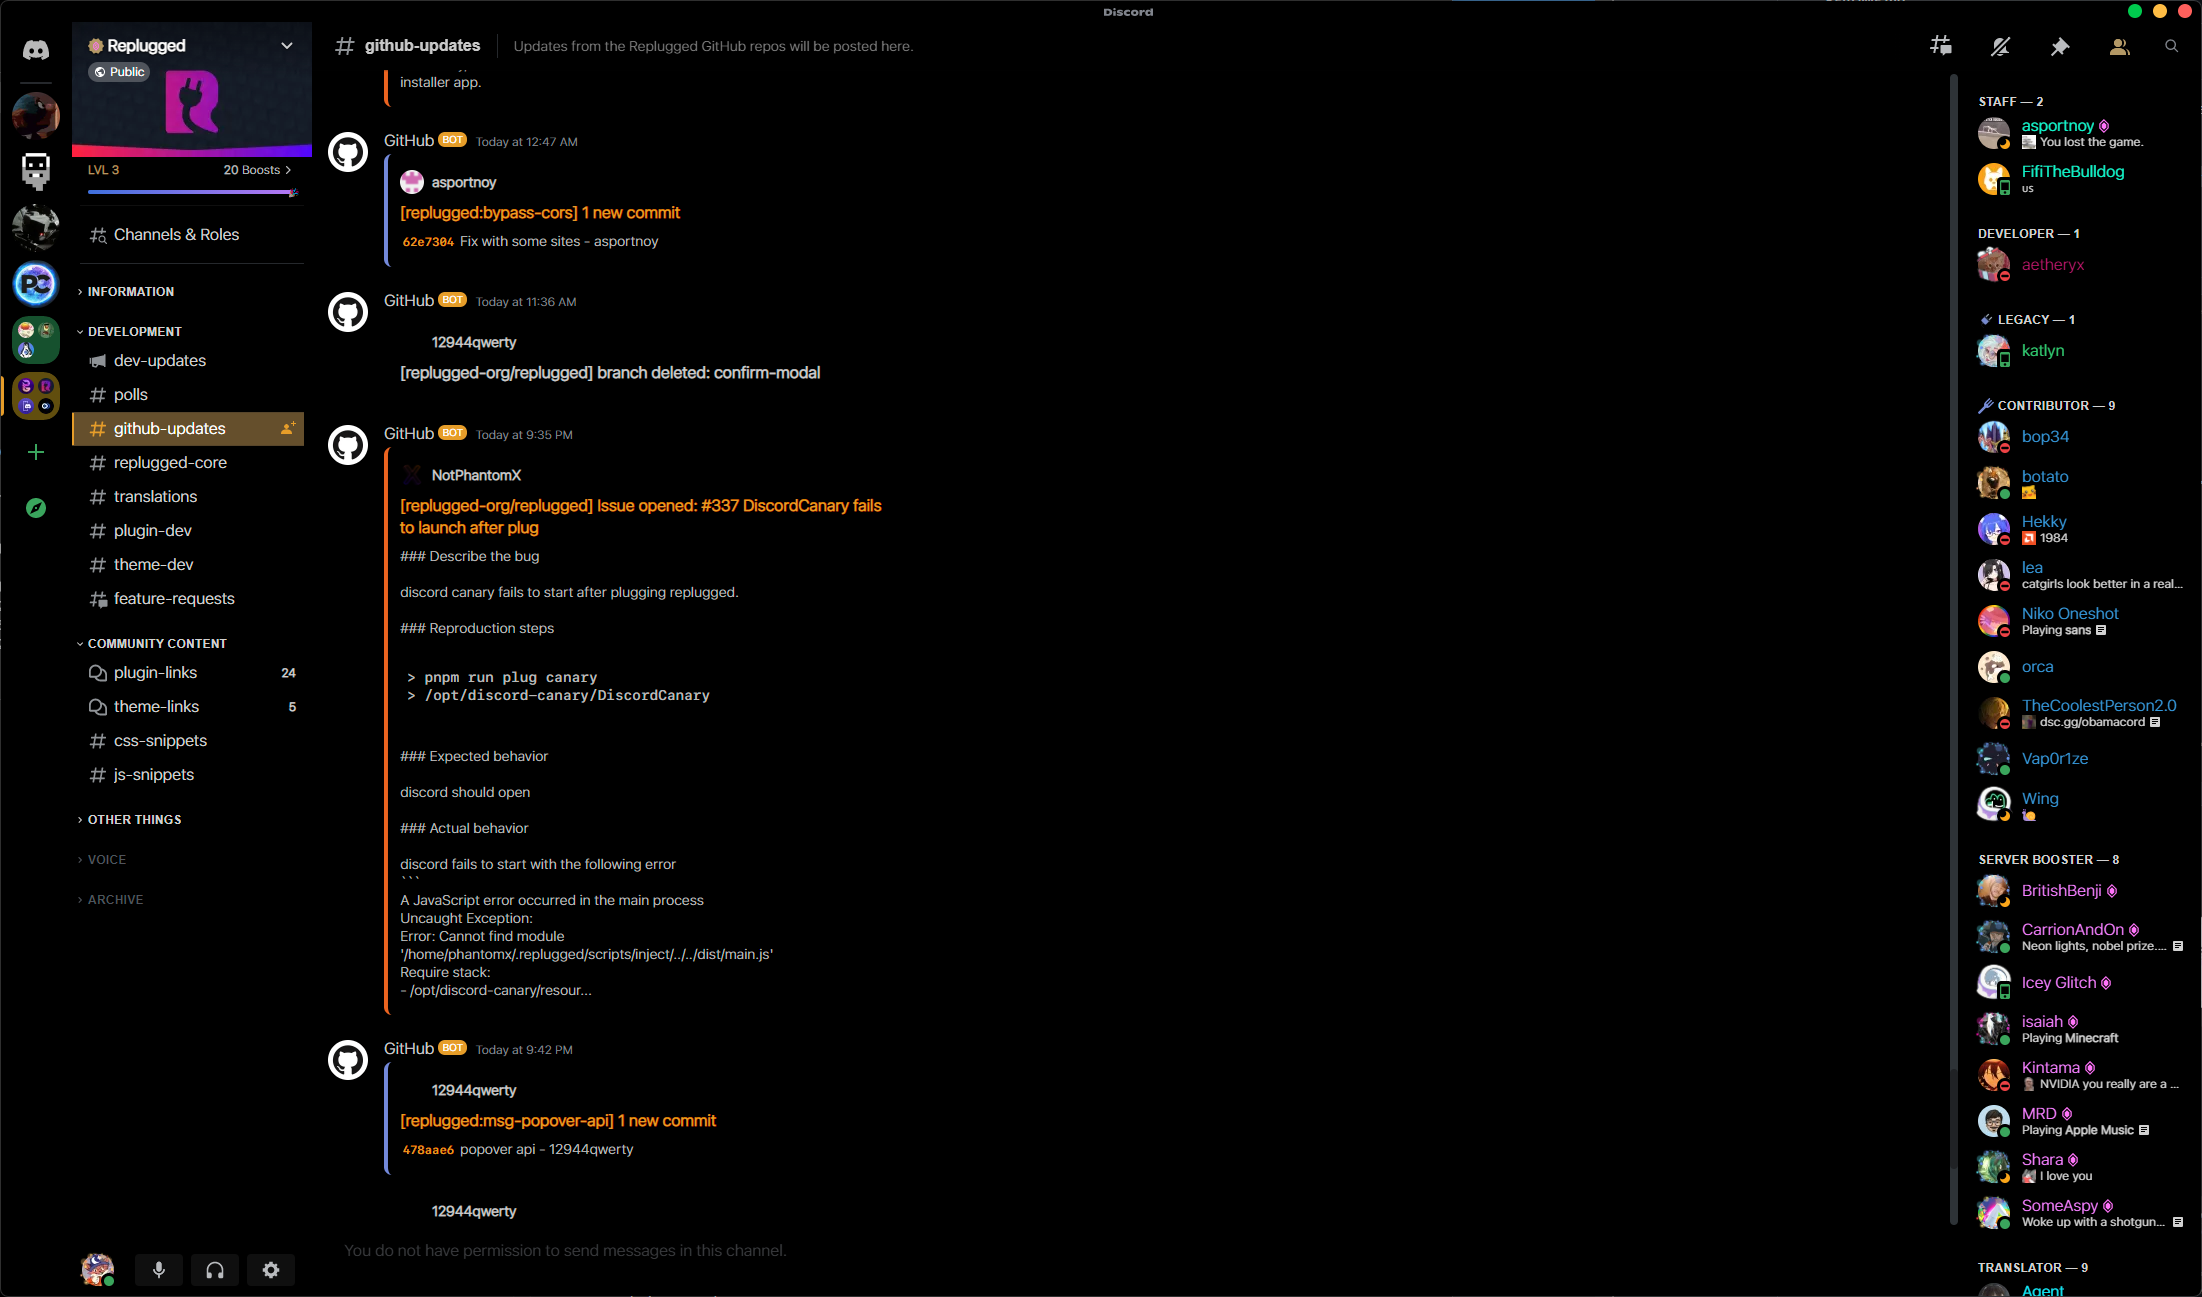 Discord
Replugged
Public
LVL 3
20 Boosts >
Channels & Roles
INFORMATION
DEVELOPMENT
dev-updates
polls
github-updates
replugged-core
translations
plugin-dev
theme-dev
feature-requests
COMMUNITY CONTENT
plugin-links 24
theme-links 5
css-snippets
js-snippets
OTHER THINGS
VOICE
ARCHIVE
github-updates
Updates from the Replugged GitHub repos will be posted here.
installer app.
GitHub BOT Today at 12:47 AM
asportnoy
[replugged:bypass-cors] 1 new commit
62e7304 Fix with some sites - asportnoy
GitHub BOT Today at 11:36 AM
12944qwerty
[replugged-org/replugged] branch deleted: confirm-modal
GitHub BOT Today at 9:35 PM
NotPhantomX
[replugged-org/replugged] Issue opened: #337 DiscordCanary fails
to launch after plug
### Describe the bug
discord canary fails to start after plugging replugged.
### Reproduction steps
> pnpm run plug canary
> /opt/discord-canary/DiscordCanary
### Expected behavior
discord should open
### Actual behavior
discord fails to start with the following error
```
A JavaScript error occurred in the main process
Uncaught Exception:
Error: Cannot find module
'/home/phantomx/.replugged/scripts/inject/../../dist/main.js'
Require stack:
- /opt/discord-canary/resour...
GitHub BOT Today at 9:42 PM
12944qwerty
[replugged:msg-popover-api] 1 new commit
478aae6 popover api - 12944qwerty
12944qwerty
You do not have permission to send messages in this channel.
STAFF — 2
asportnoy
You lost the game.
FifiTheBulldog
us
DEVELOPER — 1
aetheryx
LEGACY — 1
katlyn
CONTRIBUTOR — 9
bop34
botato
Hekky
1984
lea
catgirls look better in a real...
Niko Oneshot
Playing sans
orca
TheCoolestPerson2.0
dsc.gg/obamacord
Vap0r1ze
Wing
SERVER BOOSTER — 8
BritishBenji
CarrionAndOn
Neon lights, nobel prize....
Icey Glitch
isaiah
Playing Minecraft
Kintama
NVIDIA you really are a ...
MRD
Playing Apple Music
Shara
I love you
SomeAspy
Woke up with a shotgun...
TRANSLATOR — 9
Agent